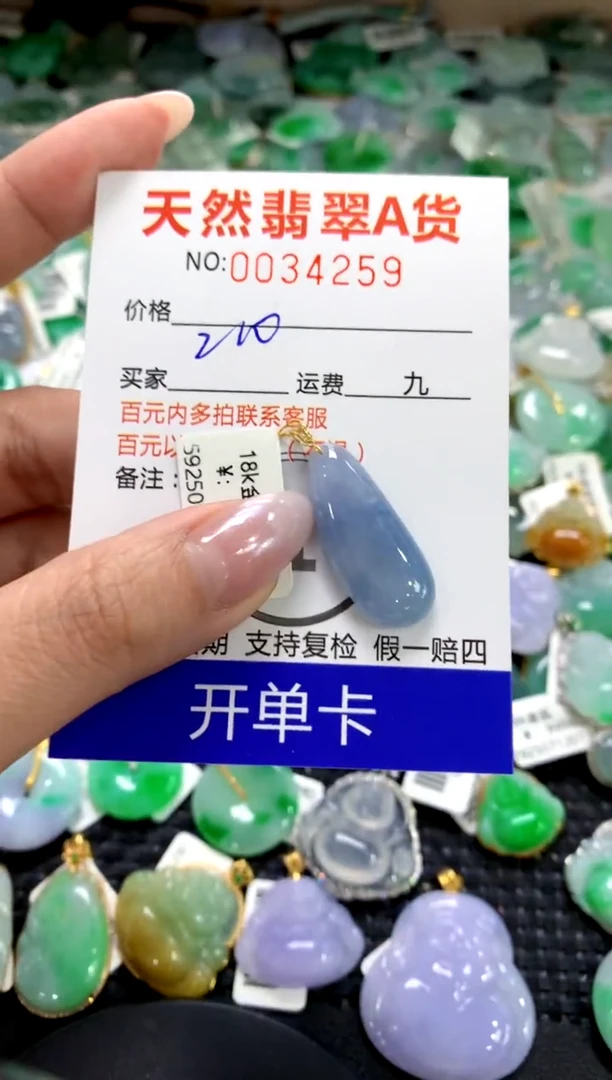 天然翡翠A货
NO:0034259
价格
210
买家 运费 九
百元内多拍联系客服
百元以
备注:
18k金
¥:
59250
期 支持复检 假一赔四
开单卡